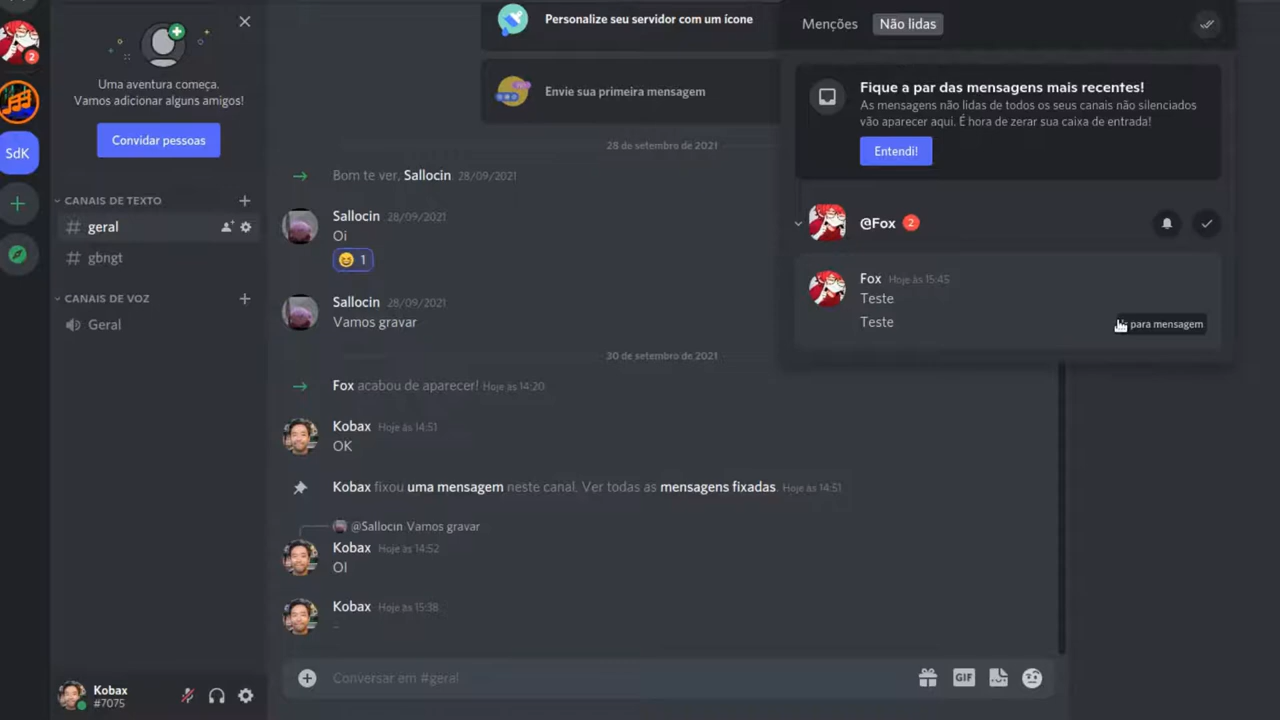 2
SdK
Uma aventura começa.
Vamos adicionar alguns amigos!
Convidar pessoas
CANAIS DE TEXTO
geral
gbngt
CANAIS DE VOZ
Geral
Kobax
#7075
Personalize seu servidor com um ícone
Envie sua primeira mensagem
28 de setembro de 2021
Bom te ver, Sallocin 28/09/2021
Sallocin 28/09/2021
Oi
1
Sallocin 28/09/2021
Vamos gravar
30 de setembro de 2021
Fox acabou de aparecer! Hoje às 14:20
Kobax Hoje às 14:51
OK
Kobax fixou uma mensagem neste canal. Ver todas as mensagens fixadas. Hoje às 14:51
@Sallocin Vamos gravar
Kobax Hoje às 14:52
OI
Kobax Hoje às 15:38
Conversar em #geral
GIF
Menções Não lidas
Fique a par das mensagens mais recentes!
As mensagens não lidas de todos os seus canais não silenciados
vão aparecer aqui. É hora de zerar sua caixa de entrada!
Entendi!
@Fox 2
Fox Hoje às 15:45
Teste
Teste
para mensagem